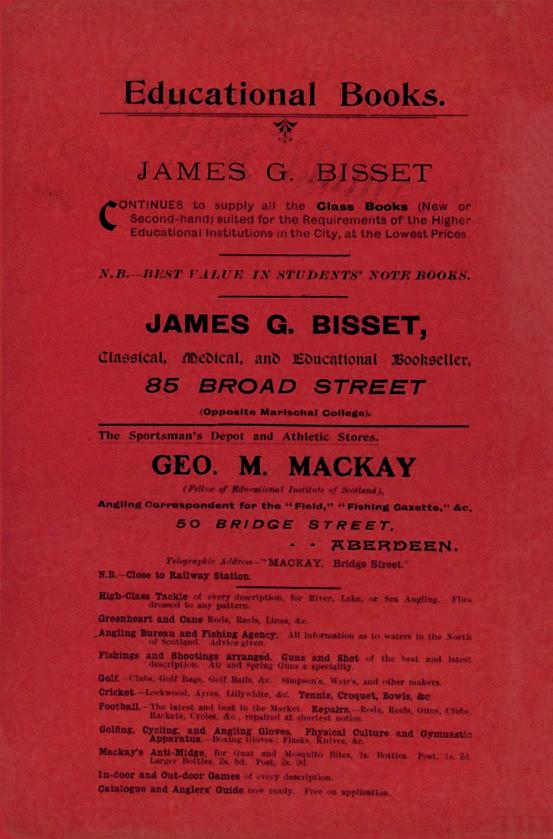 Educational Books.
JAMES G. BISSET
CONTINUES to supply all the Class Books (New or
Second-hand) suited for the Requirements of the Higher
Educational Institutions in the City, at the Lowest Prices.
N.B.—BEST VALUE IN STUDENTS' NOTE BOOKS.
JAMES G. BISSET,
Classical, Medical, and Educational Bookseller,
85 BROAD STREET
(Opposite Marischal College).
The Sportsman's Depot and Athletic Stores.
GEO. M. MACKAY
(Fellow of Educational Institute of Scotland),
Angling Correspondent for the "Field," "Fishing Gazette," &c.
50 BRIDGE STREET,
- - ABERDEEN.
Telegraphic Address—"MACKAY, Bridge Street."
N.B.—Close to Railway Station.
High-Class Tackle of every description, for River, Lake, or Sea Angling. Flies
dressed to any pattern.
Greenheart and Cane Rods, Reels, Lines, &c.
Angling Bureau and Fishing Agency. All information as to waters in the North
of Scotland. Advice given.
Fishings and Shootings arranged. Guns and Shot of the best and latest
description. Air and Spring Guns a speciality.
Golf.—Clubs, Golf Bags, Golf Balls, &c. Simpson's, Weir's, and other makers.
Cricket.—Lockwood, Ayres, Lillywhite, &c. Tennis, Croquet, Bowls, &c
Football.—The latest and best in the Market. Repairs.—Rods, Reels, Guns, Clubs,
Rackets, Cycles, &c., repaired at shortest notice.
Golfing, Cycling, and Angling Gloves. Physical Culture and Gymnastic
Apparatus.—Boxing Gloves; Flasks, Knives, &c.
Mackay's Anti-Midge, for Gnat and Mosquito Bites, 1s. Bottles. Post, 1s. 2d.
Larger Bottles, 2s. 6d. Post, 2s. 9d.
In-door and Out-door Games of every description.
Catalogue and Anglers' Guide now ready. Free on application.